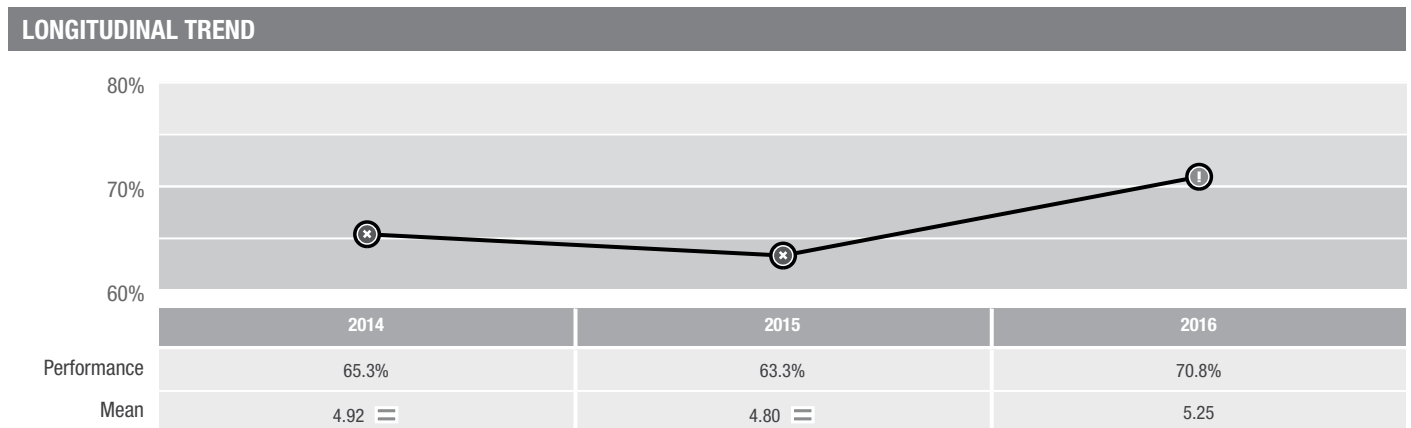 LONGITUDINAL TREND
80%
70%
60%
2014 2015 2016
Performance 65.3% 63.3% 70.8%
Mean 4.92 = 4.80 = 5.25